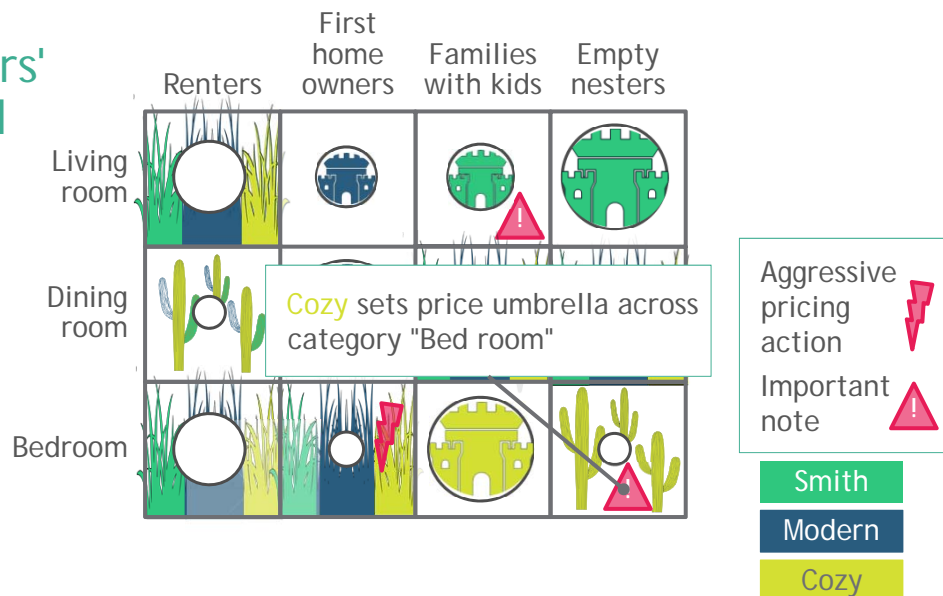 rs'
Renters
First
home
owners
Families
with kids
Empty
nesters
Living
room
Dining
room
Bedroom
Cozy sets price umbrella across
category "Bed room"
!
!
Aggressive
pricing
action
Important
note
!
Smith
Modern
Cozy